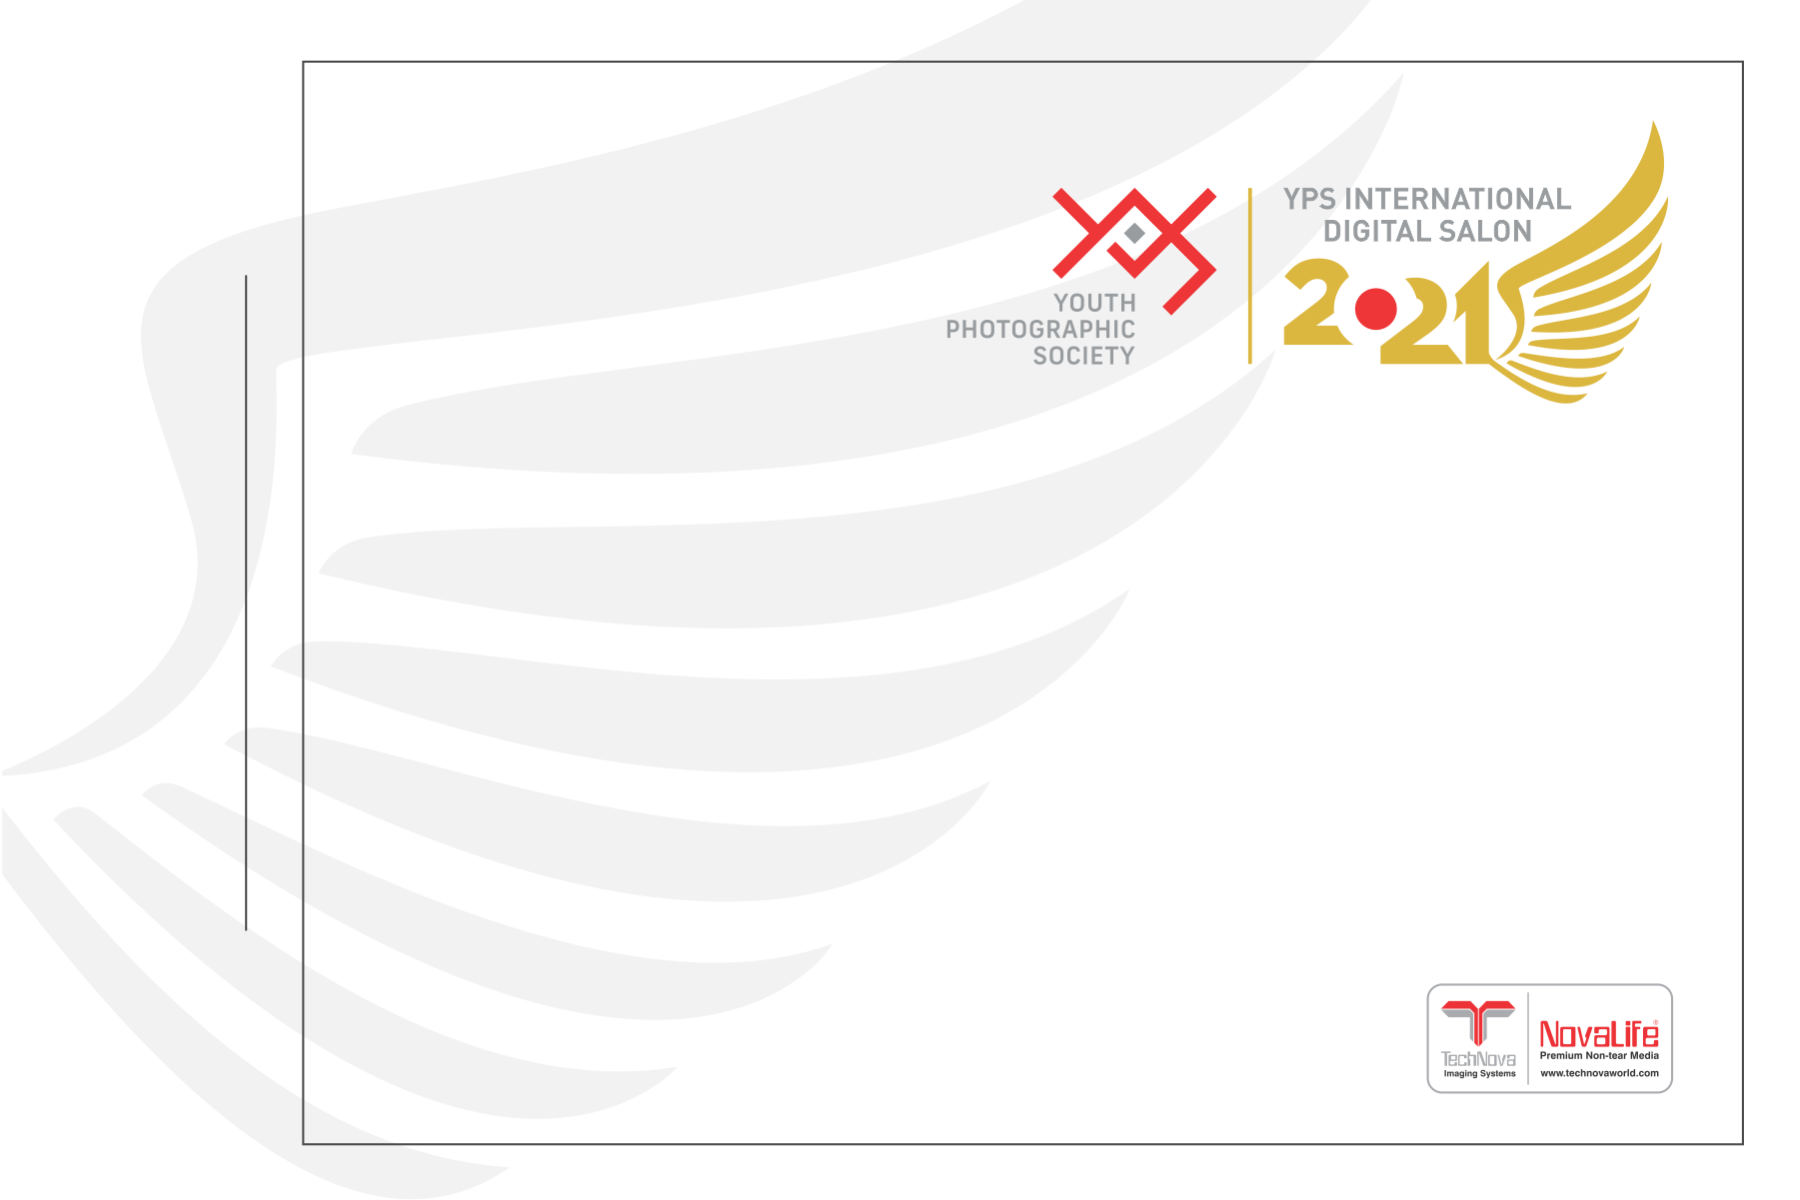 YOUTH
PHOTOGRAPHIC
SOCIETY
YPS INTERNATIONAL
DIGITAL SALON
2021
TechNova
Imaging Systems
NovaLife®
Premium Non-tear Media
www.technovaworld.com